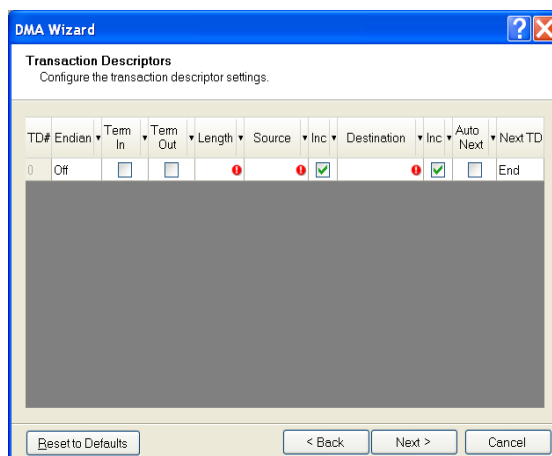 DMA Wizard
Transaction Descriptors
Configure the transaction descriptor settings.
TD# Endian Term In Term Out Length Source Inc Destination Inc Auto Next Next TD
0 Off End
Reset to Defaults < Back Next > Cancel